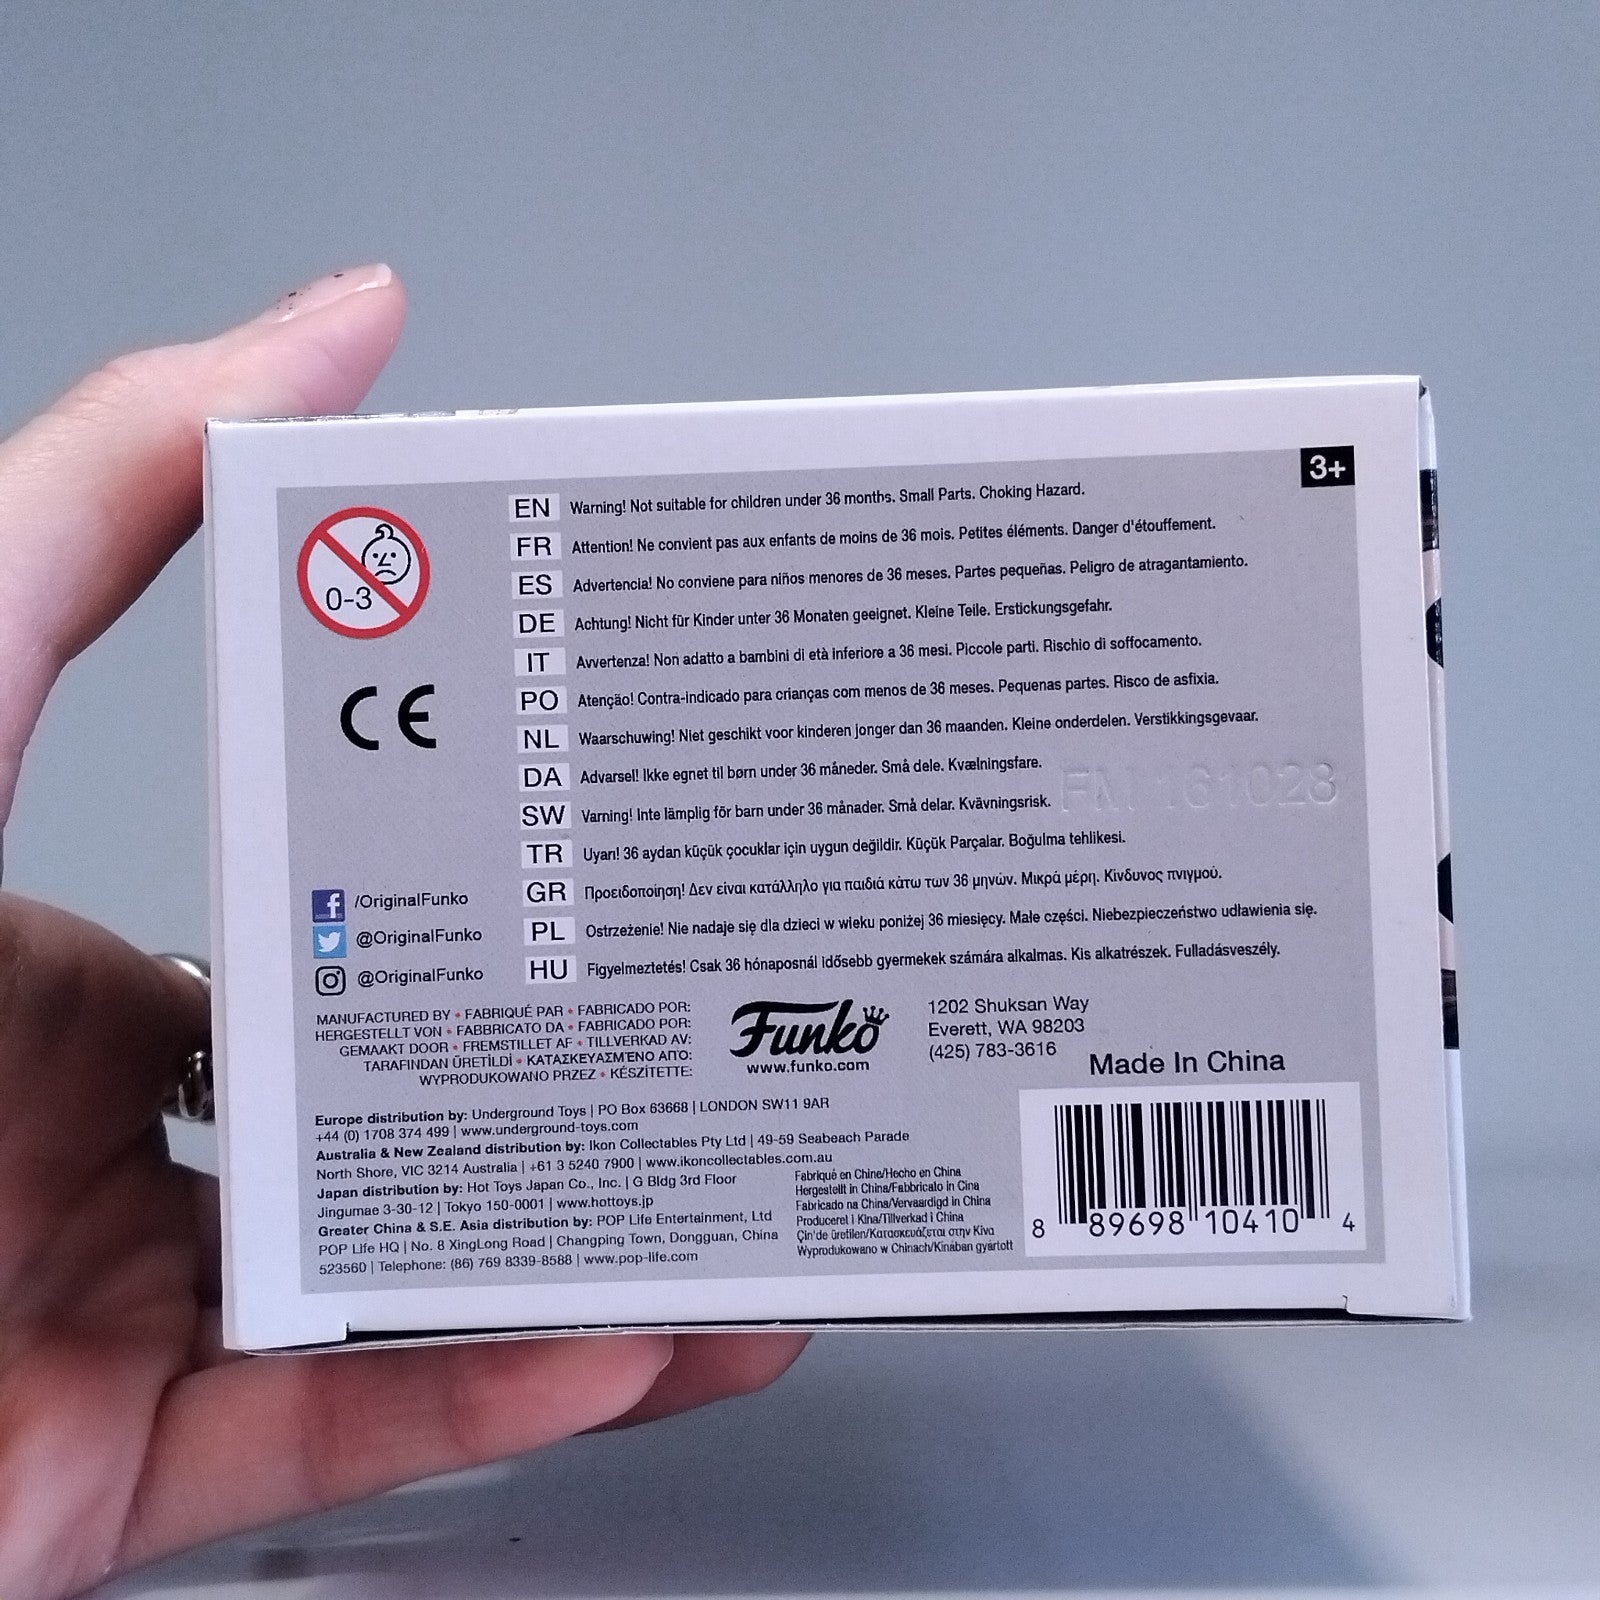 3+
0-3
CE
EN Warning! Not suitable for children under 36 months. Small Parts. Choking Hazard.
FR Attention! Ne convient pas aux enfants de moins de 36 mois. Petites éléments. Danger d'étouffement.
ES Advertencia! No conviene para niños menores de 36 meses. Partes pequeñas. Peligro de atragantamiento.
DE Achtung! Nicht für Kinder unter 36 Monaten geeignet. Kleine Teile. Erstickungsgefahr.
IT Avvertenza! Non adatto a bambini di età inferiore a 36 mesi. Piccole parti. Rischio di soffocamento.
PO Atenção! Contra-indicado para crianças com menos de 36 meses. Pequenas partes. Risco de asfixia.
NL Waarschuwing! Niet geschikt voor kinderen jonger dan 36 maanden. Kleine onderdelen. Verstikkingsgevaar.
DA Advarsel! Ikke egnet til børn under 36 måneder. Små dele. Kvælningsfare.
SW Varning! Inte lämplig för barn under 36 månader. Små delar. Kvävningsrisk.
TR Uyarı! 36 aydan küçük çocuklar için uygun değildir. Küçük Parçalar. Boğulma tehlikesi.
GR Προειδοποίηση! Δεν είναι κατάλληλο για παιδιά κάτω των 36 μηνών. Μικρά μέρη. Κίνδυνος πνιγμού.
PL Ostrzeżenie! Nie nadaje się dla dzieci w wieku poniżej 36 miesięcy. Małe części. Niebezpieczeństwo udławienia się.
HU Figyelmeztetés! Csak 36 hónaposnál idősebb gyermekek számára alkalmas. Kis alkatrészek. Fulladásveszély.
161028
f /OriginalFunko
@OriginalFunko
@OriginalFunko
MANUFACTURED BY • FABRIQUÉ PAR • FABRICADO POR:
HERGESTELLT VON • FABBRICATO DA • FABRICADO POR:
GEMAAKT DOOR • FREMSTILLET AF • TILLVERKAD AV:
TARAFINDAN ÜRETİLDİ • ΚΑΤΑΣΚΕΥΑΣΜΈΝΟ ΑΠΌ:
WYPRODUKOWANO PRZEZ • KÉSZÍTETTE:
Funko
www.funko.com
1202 Shuksan Way
Everett, WA 98203
(425) 783-3616
Made In China
Europe distribution by: Underground Toys | PO Box 63668 | LONDON SW11 9AR
+44 (0) 1708 374 499 | www.underground-toys.com
Australia & New Zealand distribution by: Ikon Collectables Pty Ltd | 49-59 Seabeach Parade
North Shore, VIC 3214 Australia | +61 3 5240 7900 | www.ikoncollectables.com.au
Japan distribution by: Hot Toys Japan Co., Inc. | G Bldg 3rd Floor
Jingumae 3-30-12 | Tokyo 150-0001 | www.hottoys.jp
Greater China & S.E. Asia distribution by: POP Life Entertainment, Ltd
POP Life HQ | No. 8 XingLong Road | Changping Town, Dongguan, China
523560 | Telephone: (86) 769 8339-8588 | www.pop-life.com
Fabriqué en Chine/Hecho en China
Hergestellt in China/Fabbricato in Cina
Fabricado na China/Vervaardigd in China
Produceret i Kina/Tillverkad i China
Çin'de üretilen/Κατασκευάζεται στην Κίνα
Wyprodukowano w Chinach/Kínában gyártott
8 89698 10410 4